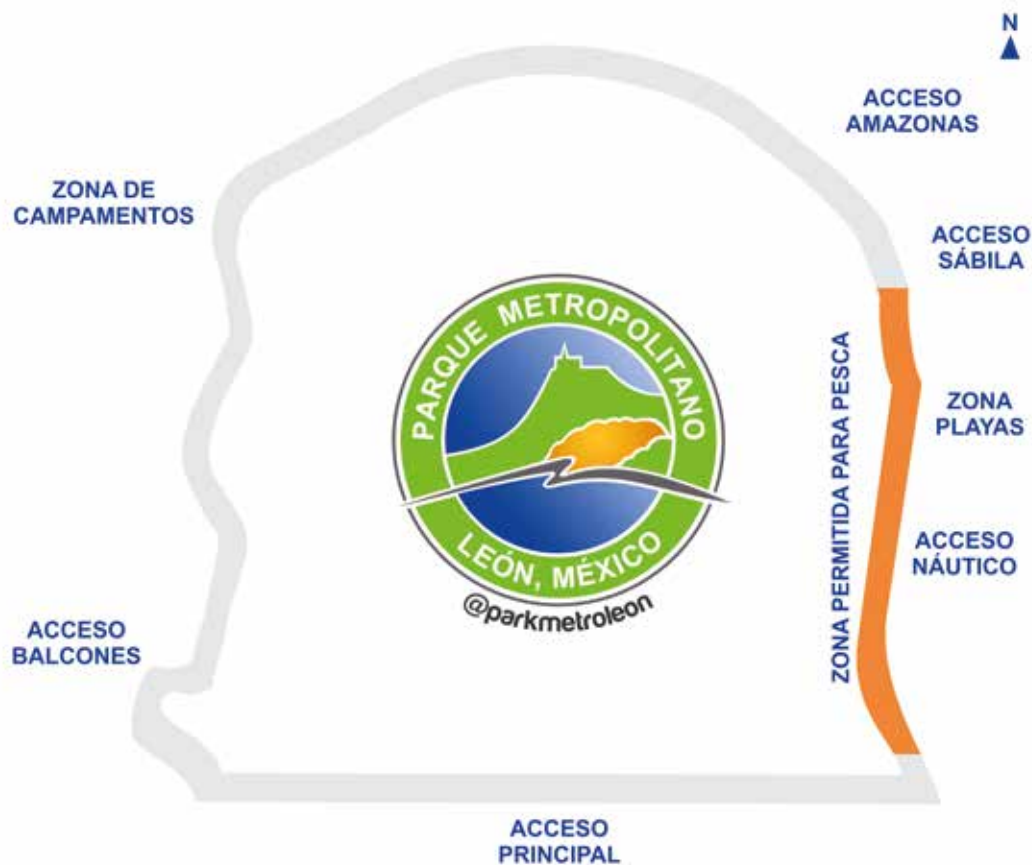 N
ACCESO
AMAZONAS
ZONA DE
CAMPAMENTOS
ACCESO
SÁBILA
PARQUE METROPOLITANO
LEÓN, MÉXICO
@parkmetroleon
ZONA PERMITIDA PARA PESCA
ZONA
PLAYAS
ACCESO
NÁUTICO
ACCESO
BALCONES
ACCESO
PRINCIPAL